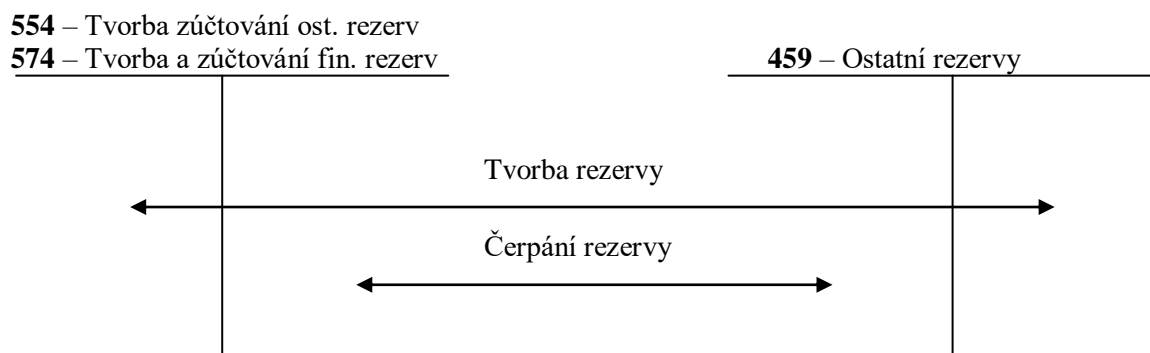 554 – Tvorba zúčtování ost. rezerv
574 – Tvorba a zúčtování fin. rezerv
459 – Ostatní rezervy
Tvorba rezervy
Čerpání rezervy